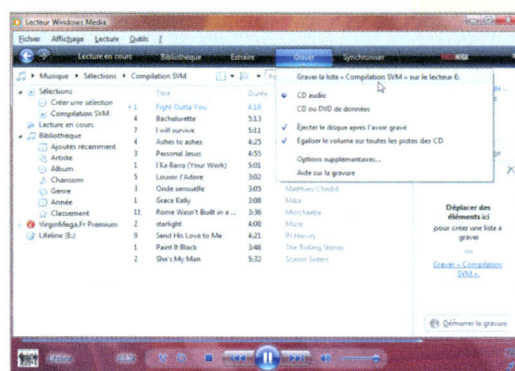 Lecteur Windows Media
Fichier Affichage Lecture Outils ?
Lecture en cours Bibliothèque Extraire Graver Synchroniser
Musique Sélections Compilation SVM
Graver la liste « Compilation SVM » sur le lecteur E:
CD audio
CD ou DVD de données
Éjecter le disque après l'avoir gravé
Égaliser le volume sur toutes les pistes des CD
Options supplémentaires...
Aide sur la gravure
Sélections
Créer une sélection
Compilation SVM
Lecture en cours
Bibliothèque
Ajoutés récemment
Artiste
Album
Chansons
Genre
Année
Classement
VirginMega.Fr Premium
Lifeline (E:)
Titre Durée
1 Fight Outta You 4:10
4 Bachalorette 5:13
7 I will survive 5:11
4 Ashes to ashes 4:25
3 Personal Jesus 4:55
1 I Ka Barra (Your Work) 5:01
5 Louxor J'Adore 3:02
3 Onde sensuelle 3:05 Matthieu Chedid
1 Grace Kelly 3:08 Mika
11 Rome Wasn't Built in a ... 3:36 Morcheeba
2 starlight 4:00 Muse
9 Send His Love to Me 4:21 PJ Harvey
1 Paint It Black 3:46 The Rolling Stones
2 She's My Man 5:32 Scissor Sisters
Déplacer des
éléments ici
pour créer une liste à
graver
ou
Graver « Compilation
SVM ».
Démarrer la gravure